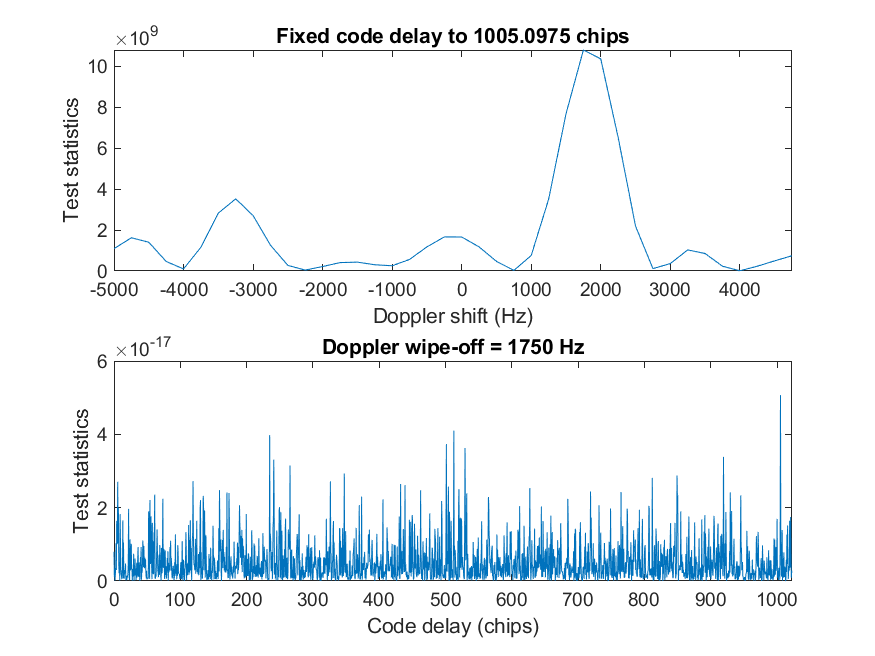 ×10^9
Fixed code delay to 1005.0975 chips
10
8
6
4
2
0
Test statistics
-5000 -4000 -3000 -2000 -1000 0 1000 2000 3000 4000
Doppler shift (Hz)
×10^-17
Doppler wipe-off = 1750 Hz
6
4
2
0
Test statistics
0 100 200 300 400 500 600 700 800 900 1000
Code delay (chips)